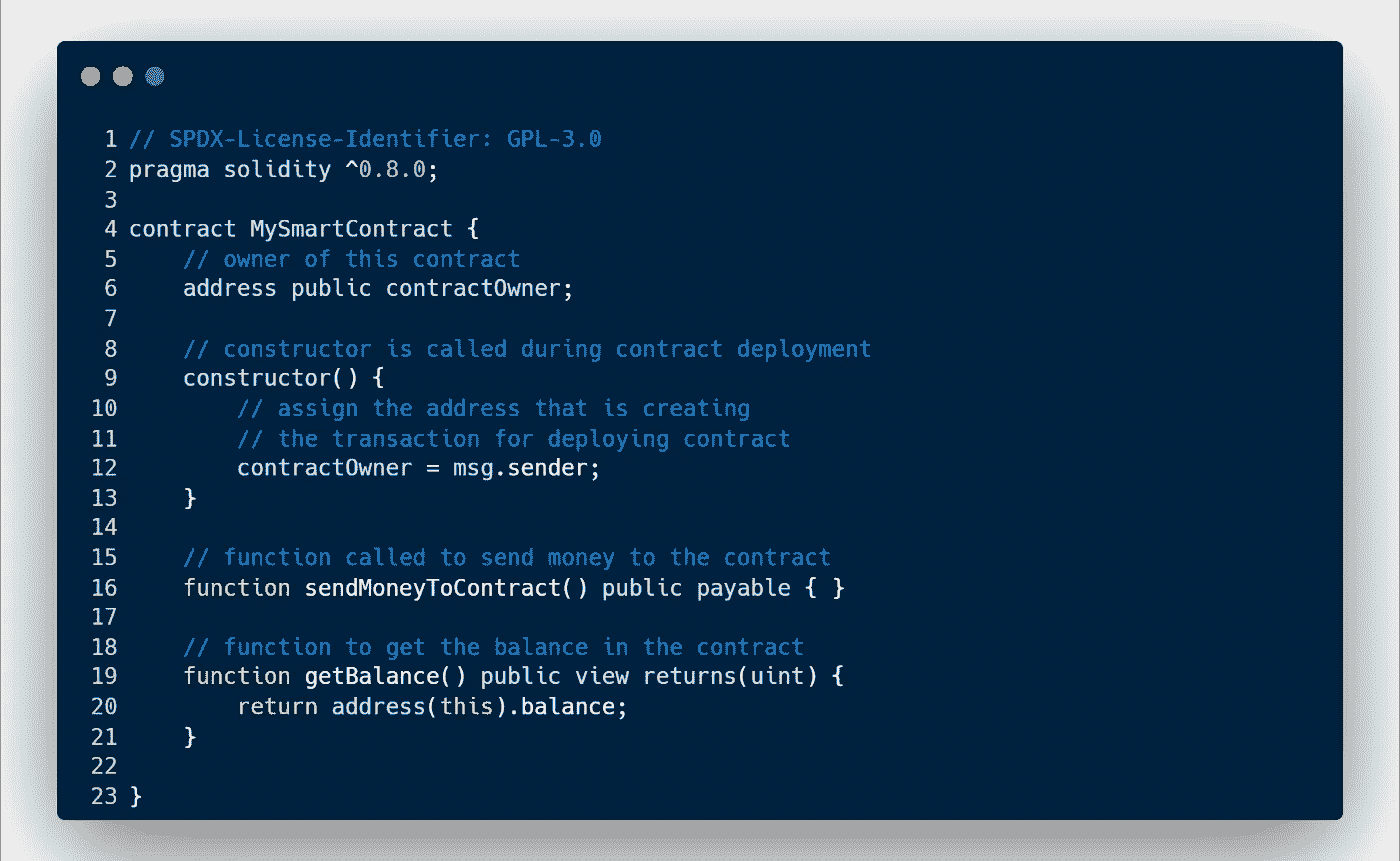 1 // SPDX-License-Identifier: GPL-3.0
2 pragma solidity ^0.8.0;
3
4 contract MySmartContract {
5     // owner of this contract
6     address public contractOwner;
7
8     // constructor is called during contract deployment
9     constructor() {
10         // assign the address that is creating
11         // the transaction for deploying contract
12         contractOwner = msg.sender;
13     }
14
15     // function called to send money to the contract
16     function sendMoneyToContract() public payable { }
17
18     // function to get the balance in the contract
19     function getBalance() public view returns(uint) {
20         return address(this).balance;
21     }
22
23 }